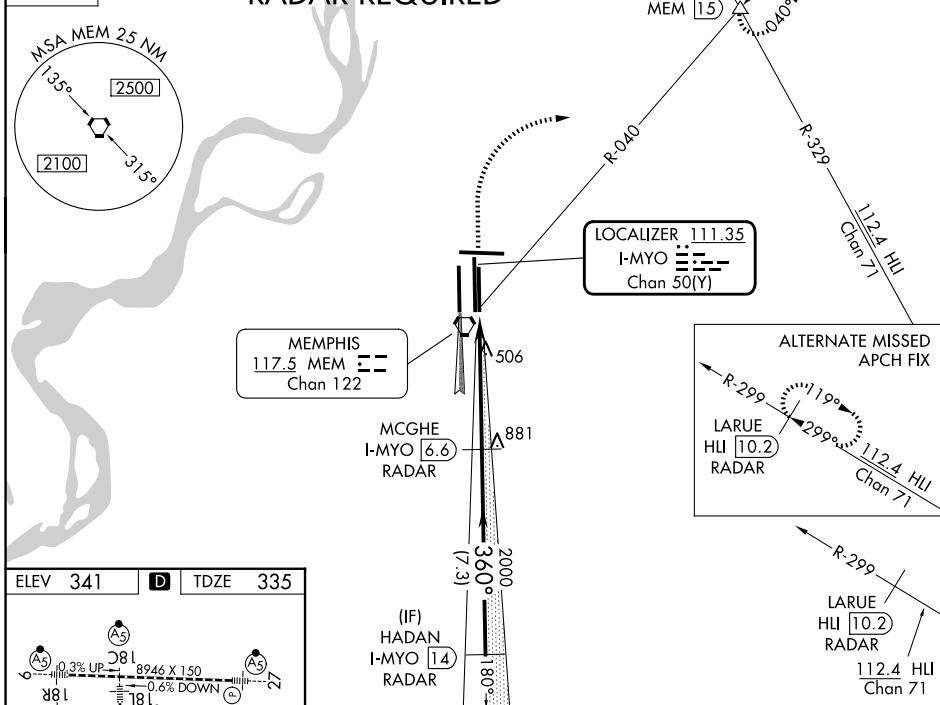 RADAR REQUIRED
MEM 15
040°
MSA MEM 25 NM
135°
2500
2100
315°
R-040
R-329
112.4 HLI
Chan 71
LOCALIZER 111.35
I-MYO
Chan 50(Y)
MEMPHIS
117.5 MEM
Chan 122
506
MCGHE
I-MYO 6.6
RADAR
881
ALTERNATE MISSED
APCH FIX
R-299
119°
299°
LARUE
HLI 10.2
RADAR
112.4 HLI
Chan 71
360°
2000
(7.3)
(IF)
HADAN
I-MYO 14
RADAR
180°
R-299
LARUE
HLI 10.2
RADAR
112.4 HLI
Chan 71
ELEV 341 D TDZE 335
A5
18C
A5
A5
9
0.3% UP
8946 X 150
0.6% DOWN
27
18R
18L
P